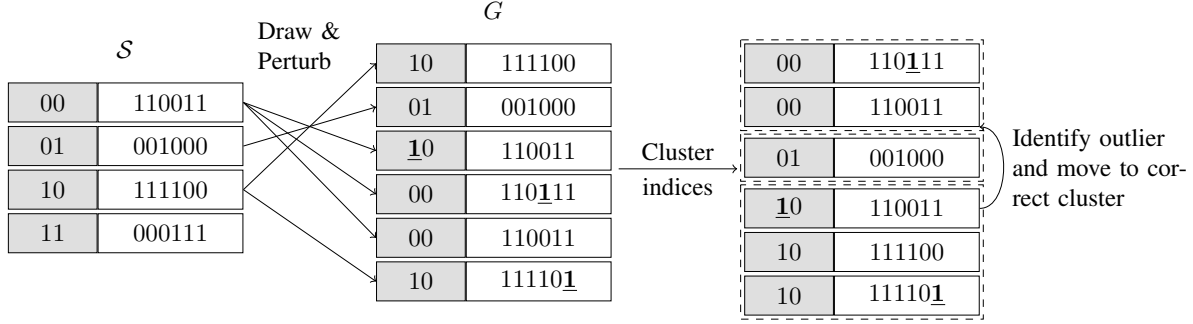 S
00 110011
01 001000
10 111100
11 000111
Draw &
Perturb
G
10 111100
01 001000
10 110011
00 110111
00 110011
10 111101
Cluster
indices
00 110111
00 110011
01 001000
10 110011
10 111100
10 111101
Identify outlier
and move to cor-
rect cluster